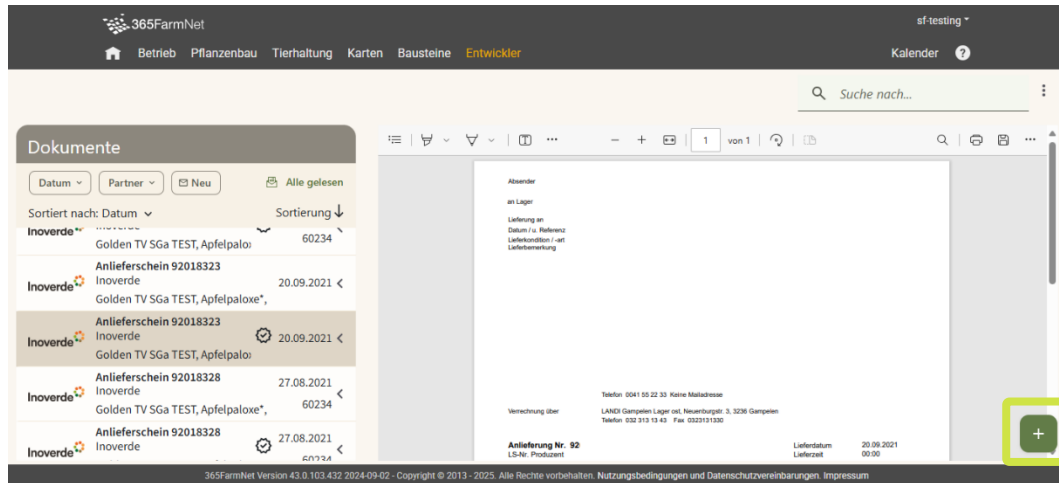 365FarmNet
sf-testing
Betrieb Pflanzenbau Tierhaltung Karten Bausteine Entwickler
Kalender ?
Suche nach...
Dokumente
Datum Partner Neu Alle gelesen
Sortiert nach: Datum Sortierung
Inoverde
60234
Golden TV SGa TEST, Apfelpalox
Anlieferschein 92018323
Inoverde Inoverde 20.09.2021
Golden TV SGa TEST, Apfelpaloxe*,
Anlieferschein 92018323
Inoverde Inoverde 20.09.2021
Golden TV SGa TEST, Apfelpalox
Anlieferschein 92018328
Inoverde Inoverde 27.08.2021
Golden TV SGa TEST, Apfelpaloxe*, 60234
Anlieferschein 92018328
Inoverde Inoverde 27.08.2021
60234
1 von 1
Absender
an Lager
Lieferung an
Datum / u. Referenz
Lieferkondition / -art
Lieferbemerkung
Telefon 0041 55 22 33 Keine Mailadresse
Verrechnung über LANDI Gampelen Lager ost, Neuenburgstr. 3, 3236 Gampelen
Telefon 032 313 13 43 Fax 0323131330
Anlieferung Nr. 92 Lieferdatum 20.09.2021
LS-Nr. Produzent Lieferzeit 00:00
365FarmNet Version 43.0.103.432 2024-09-02 - Copyright © 2013 - 2025. Alle Rechte vorbehalten. Nutzungsbedingungen und Datenschutzvereinbarungen. Impressum